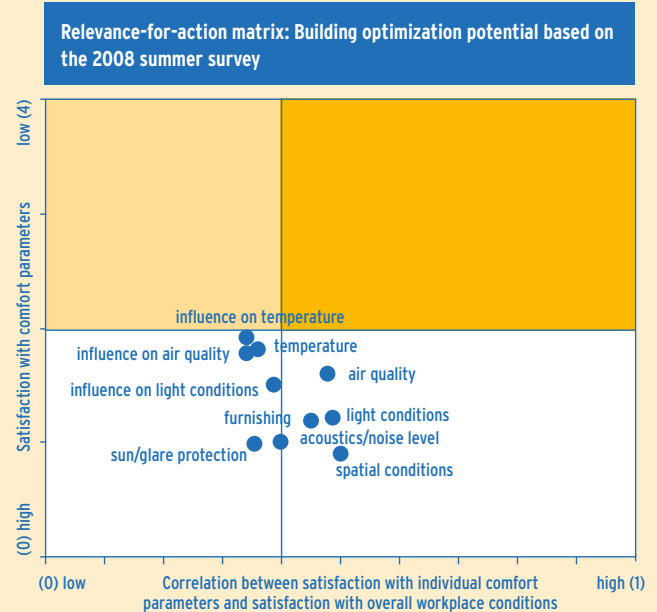 Relevance-for-action matrix: Building optimization potential based on
the 2008 summer survey
low (4)
Satisfaction with comfort parameters
(0) high
influence on temperature
temperature
influence on air quality
air quality
influence on light conditions
furnishing
light conditions
acoustics/noise level
sun/glare protection
spatial conditions
(0) low
Correlation between satisfaction with individual comfort
parameters and satisfaction with overall workplace conditions
high (1)